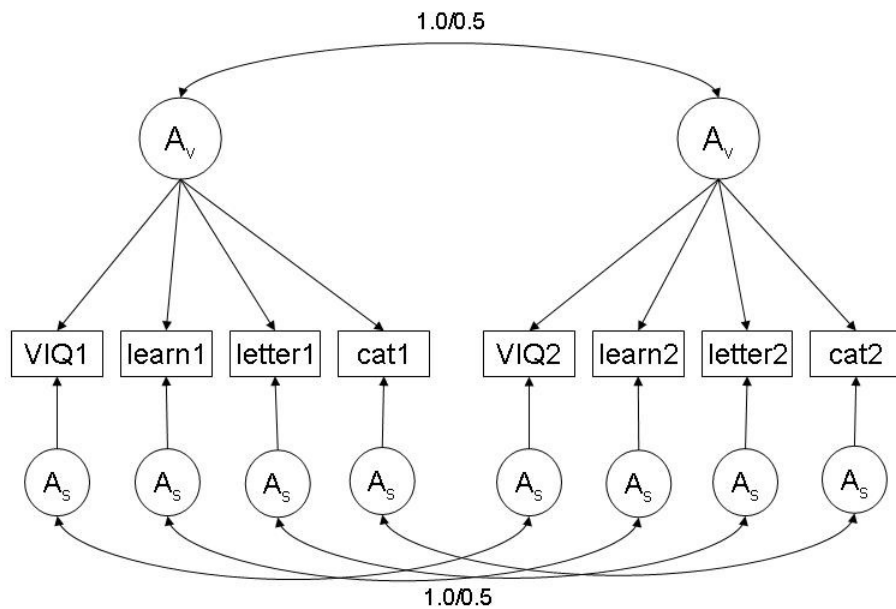 1.0/0.5
Av Av
VIQ1 learn1 letter1 cat1 VIQ2 learn2 letter2 cat2
As As As As As As As As
1.0/0.5